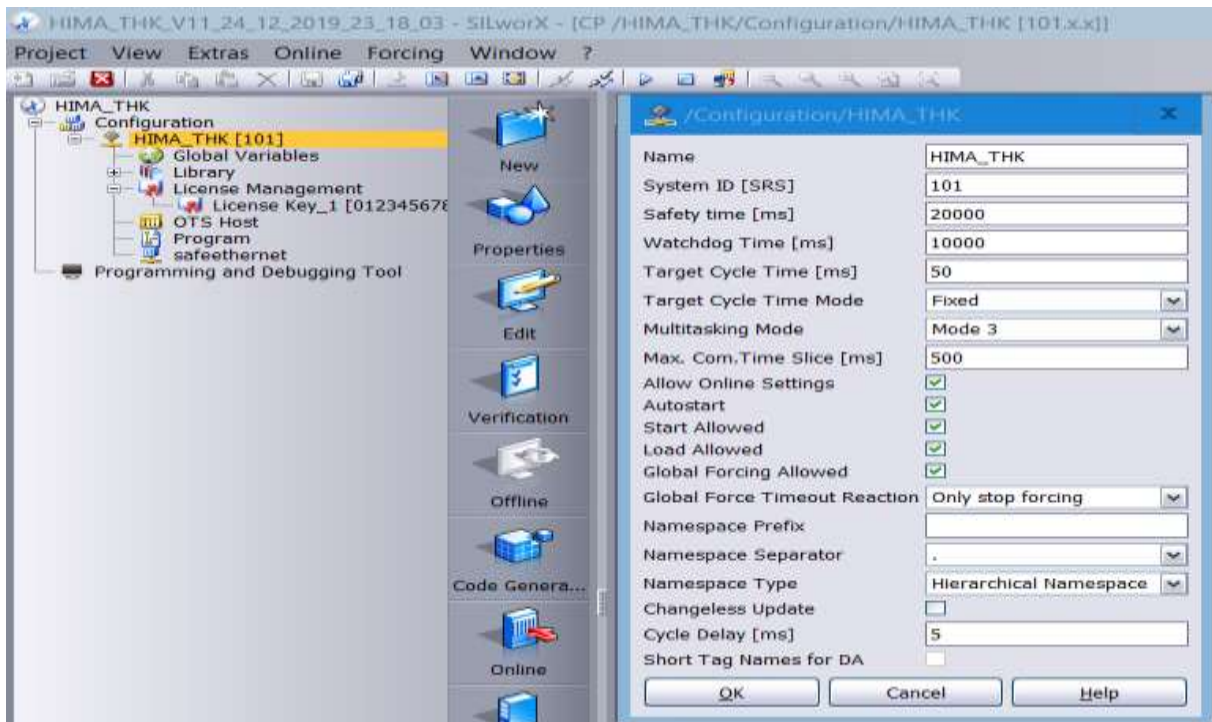 HIMA_THK_V11_24_12_2019_23_18_03 - SILworX - [CP /HIMA_THK/Configuration/HIMA_THK [101.x.x]]
Project View Extras Online Forcing Window ?
HIMA_THK
Configuration
HIMA_THK [101]
Global Variables
Library
License Management
License Key_1 [012345678
OTS Host
Program
safeethernet
Programming and Debugging Tool
New
Properties
Edit
Verification
Offline
Code Genera...
Online
/Configuration/HIMA_THK
Name HIMA_THK
System ID [SRS] 101
Safety time [ms] 20000
Watchdog Time [ms] 10000
Target Cycle Time [ms] 50
Target Cycle Time Mode Fixed
Multitasking Mode Mode 3
Max. Com.Time Slice [ms] 500
Allow Online Settings
Autostart
Start Allowed
Load Allowed
Global Forcing Allowed
Global Force Timeout Reaction Only stop forcing
Namespace Prefix
Namespace Separator .
Namespace Type Hierarchical Namespace
Changeless Update
Cycle Delay [ms] 5
Short Tag Names for DA
OK Cancel Help